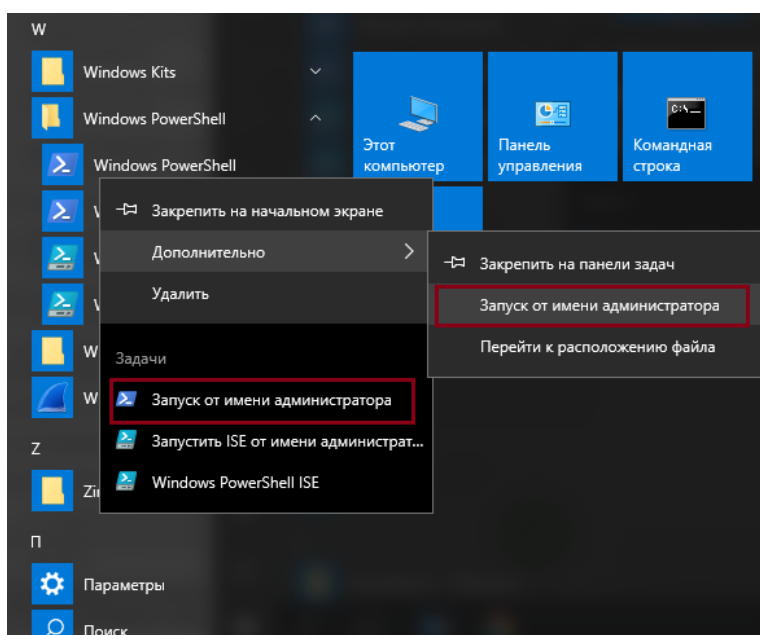 W
Windows Kits
Windows PowerShell
Этот
компьютер
Панель
управления
C:\_
Командная
строка
Windows PowerShell
Закрепить на начальном экране
Дополнительно
Удалить
Задачи
Запуск от имени администратора
Запустить ISE от имени администрат...
Windows PowerShell ISE
Закрепить на панели задач
Запуск от имени администратора
Перейти к расположению файла
W
W
Z
Zi
П
Параметры
Поиск